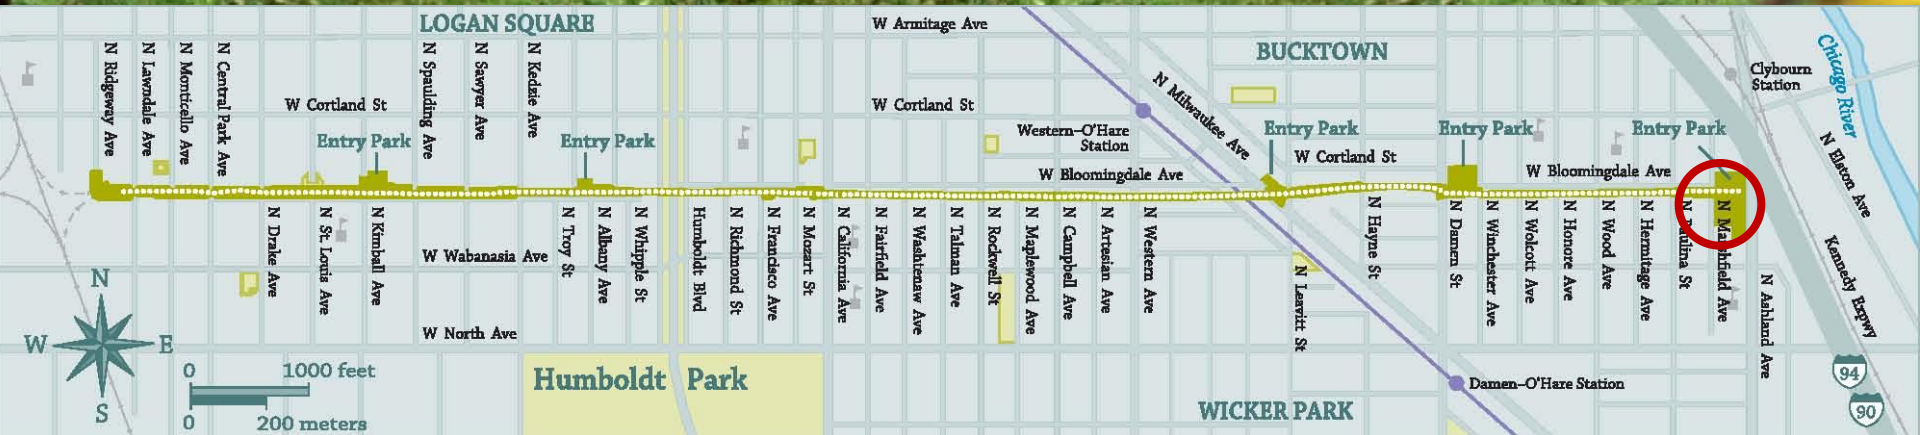 LOGAN SQUARE
W Armitage Ave
BUCKTOWN
Clybourn
Station
Chicago River
N Ridgeway Ave
N Lawndale Ave
N Monticello Ave
N Central Park Ave
N Spaulding Ave
N Sawyer Ave
N Kedzie Ave
W Cortland St
W Cortland St
N Milwaukee Ave
Western-O'Hare
Station
Entry Park
Entry Park
Entry Park
Entry Park
Entry Park
W Cortland St
W Bloomingdale Ave
W Bloomingdale Ave
N Elston Ave
N Drake Ave
N St. Louis Ave
N Kimball Ave
W Wabanasia Ave
N Troy St
N Albany Ave
N Whipple St
Humboldt Blvd
N Richmond St
N Francisco Ave
N Mozart St
N California Ave
N Fairfield Ave
N Washtenaw Ave
N Talman Ave
N Rockwell St
N Maplewood Ave
N Campbell Ave
N Artesian Ave
N Western Ave
N Leavitt St
N Hayne St
N Damen St
N Winchester Ave
N Wolcott Ave
N Honore Ave
N Wood Ave
N Hermitage Ave
N Paulina St
N Marshfield Ave
N Ashland Ave
Kennedy Expwy
N
W E
S
W North Ave
0 1000 feet
0 200 meters
Humboldt Park
Damen-O'Hare Station
WICKER PARK
94
90